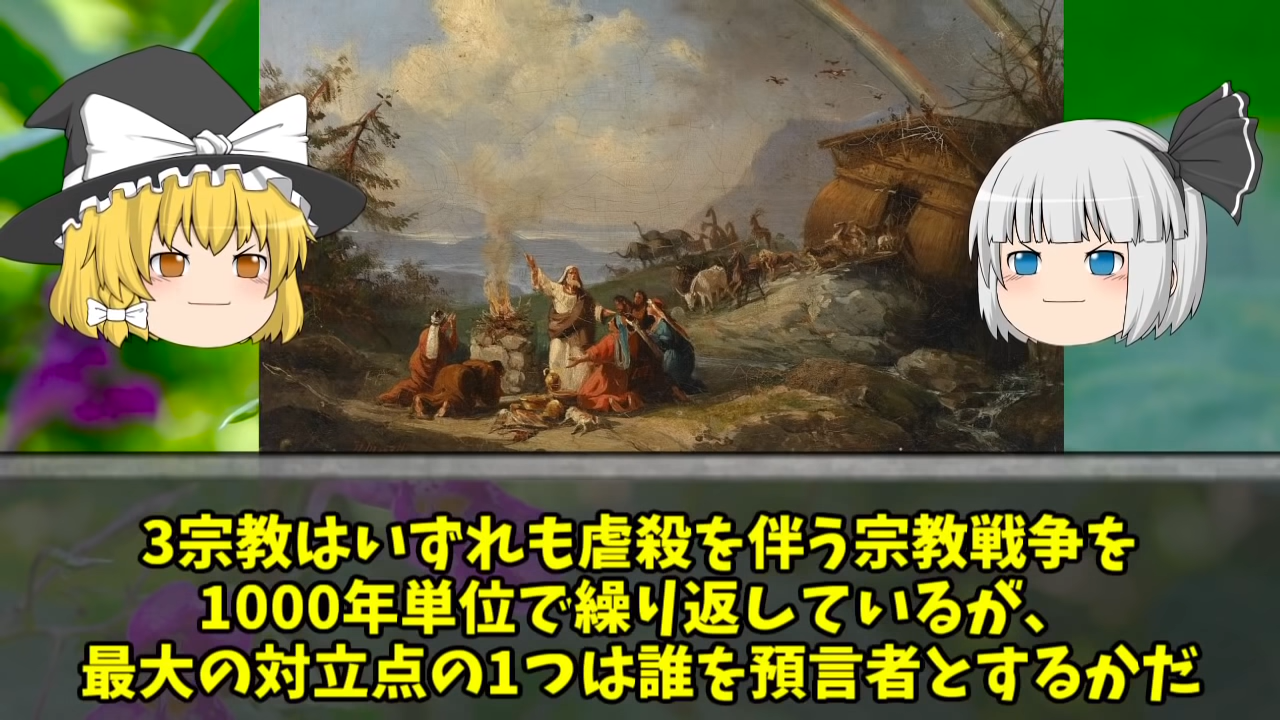 3宗教はいずれも虐殺を伴う宗教戦争を
1000年単位で繰り返しているが、
最大の対立点の1つは誰を預言者とするかだ